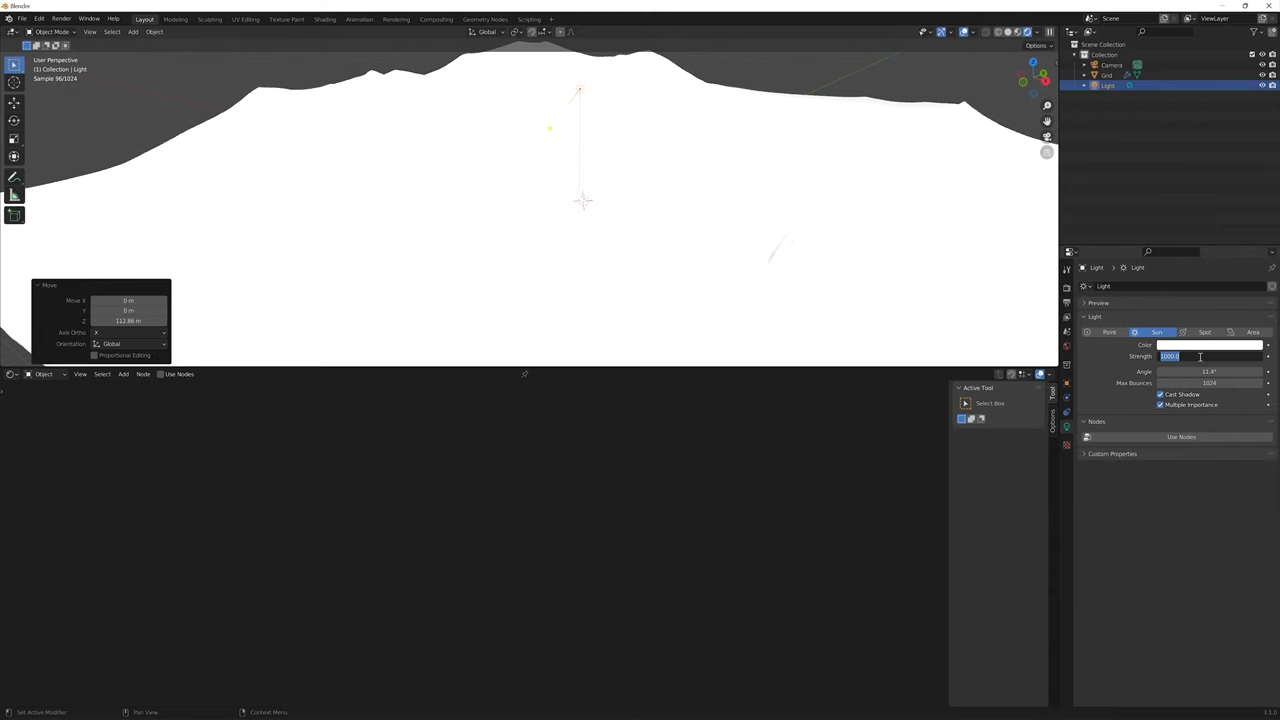 Blender
File Edit Render Window Help Layout Modeling Sculpting UV Editing Texture Paint Shading Animation Rendering Compositing Geometry Nodes Scripting Scene ViewLayer
Object Mode View Select Add Object Global
Options
Scene Collection
Collection
Camera
Grid
Light
User Perspective
(1) Collection | Light
Sample 96/1024
Move
Move X 0 m
Y 0 m
Z 112.86 m
Axis Ortho X
Orientation Global
Proportional Editing
Light Light
Light
Preview
Light
Point Sun Spot Area
Color
Strength 1000.0
Angle 11.4°
Max Bounces 1024
Cast Shadow
Multiple Importance
Nodes
Use Nodes
Custom Properties
Object View Select Add Node Use Nodes
Active Tool
Select Box
Tool
Options
Set Active Modifier Pan View Context Menu 3.1.0